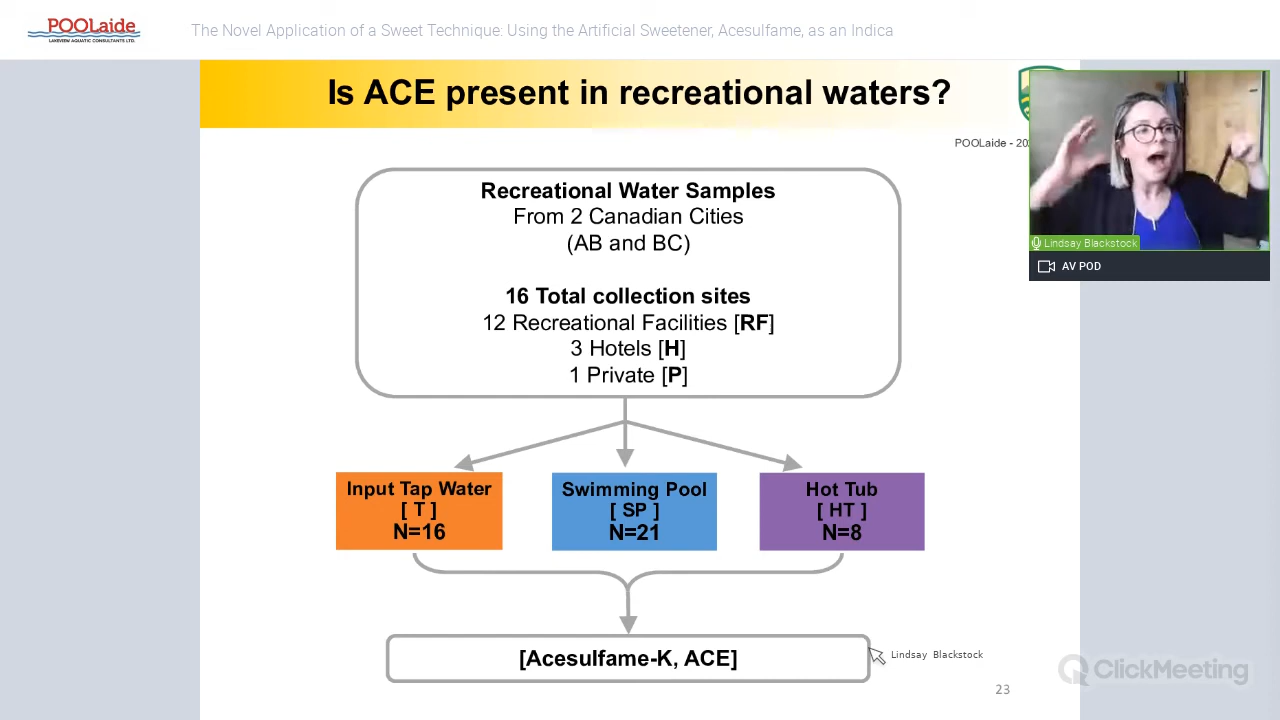 POOLaide
LAKEVIEW AQUATIC CONSULTANTS LTD.
The Novel Application of a Sweet Technique: Using the Artificial Sweetener, Acesulfame, as an Indica
Is ACE present in recreational waters?
POOLaide - 20
Recreational Water Samples
From 2 Canadian Cities
(AB and BC)
16 Total collection sites
12 Recreational Facilities [RF]
3 Hotels [H]
1 Private [P]
Lindsay Blackstock
AV POD
Input Tap Water
[ T ]
N=16
Swimming Pool
[ SP ]
N=21
Hot Tub
[ HT ]
N=8
[Acesulfame-K, ACE]
Lindsay Blackstock
23
ClickMeeting